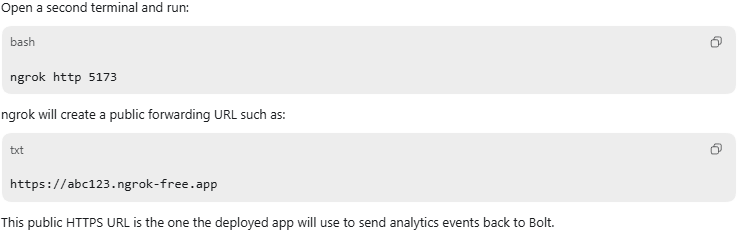 Open a second terminal and run:
bash
ngrok http 5173
ngrok will create a public forwarding URL such as:
txt
https://abc123.ngrok-free.app
This public HTTPS URL is the one the deployed app will use to send analytics events back to Bolt.